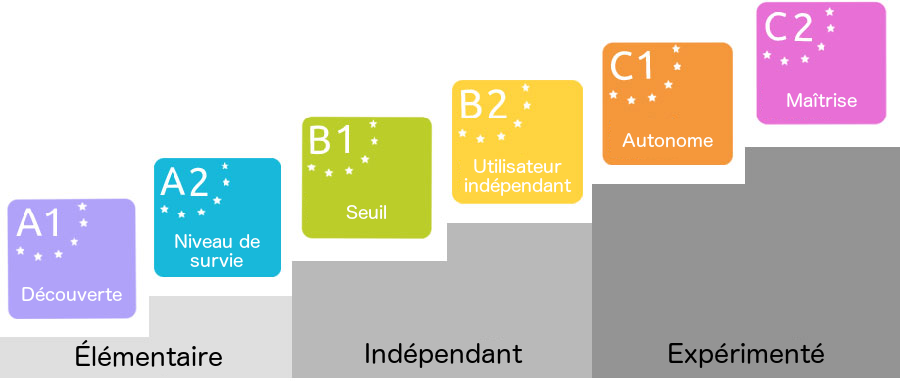 A1
Découverte
A2
Niveau de
survie
B1
Seuil
B2
Utilisateur
indépendant
C1
Autonome
C2
Maîtrise
Élémentaire
Indépendant
Expérimenté